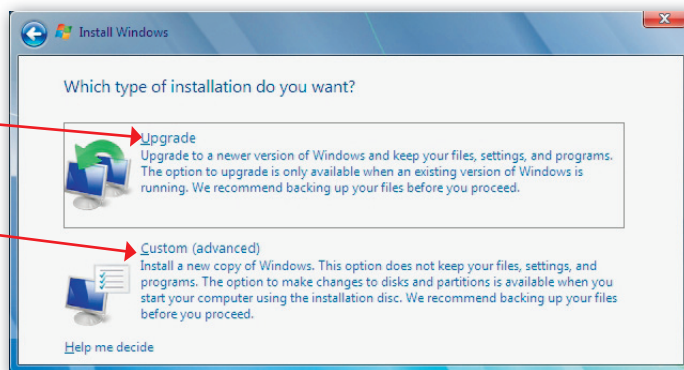 Install Windows
Which type of installation do you want?
Upgrade
Upgrade to a newer version of Windows and keep your files, settings, and programs.
The option to upgrade is only available when an existing version of Windows is
running. We recommend backing up your files before you proceed.
Custom (advanced)
Install a new copy of Windows. This option does not keep your files, settings, and
programs. The option to make changes to disks and partitions is available when you
start your computer using the installation disc. We recommend backing up your files
before you proceed.
Help me decide